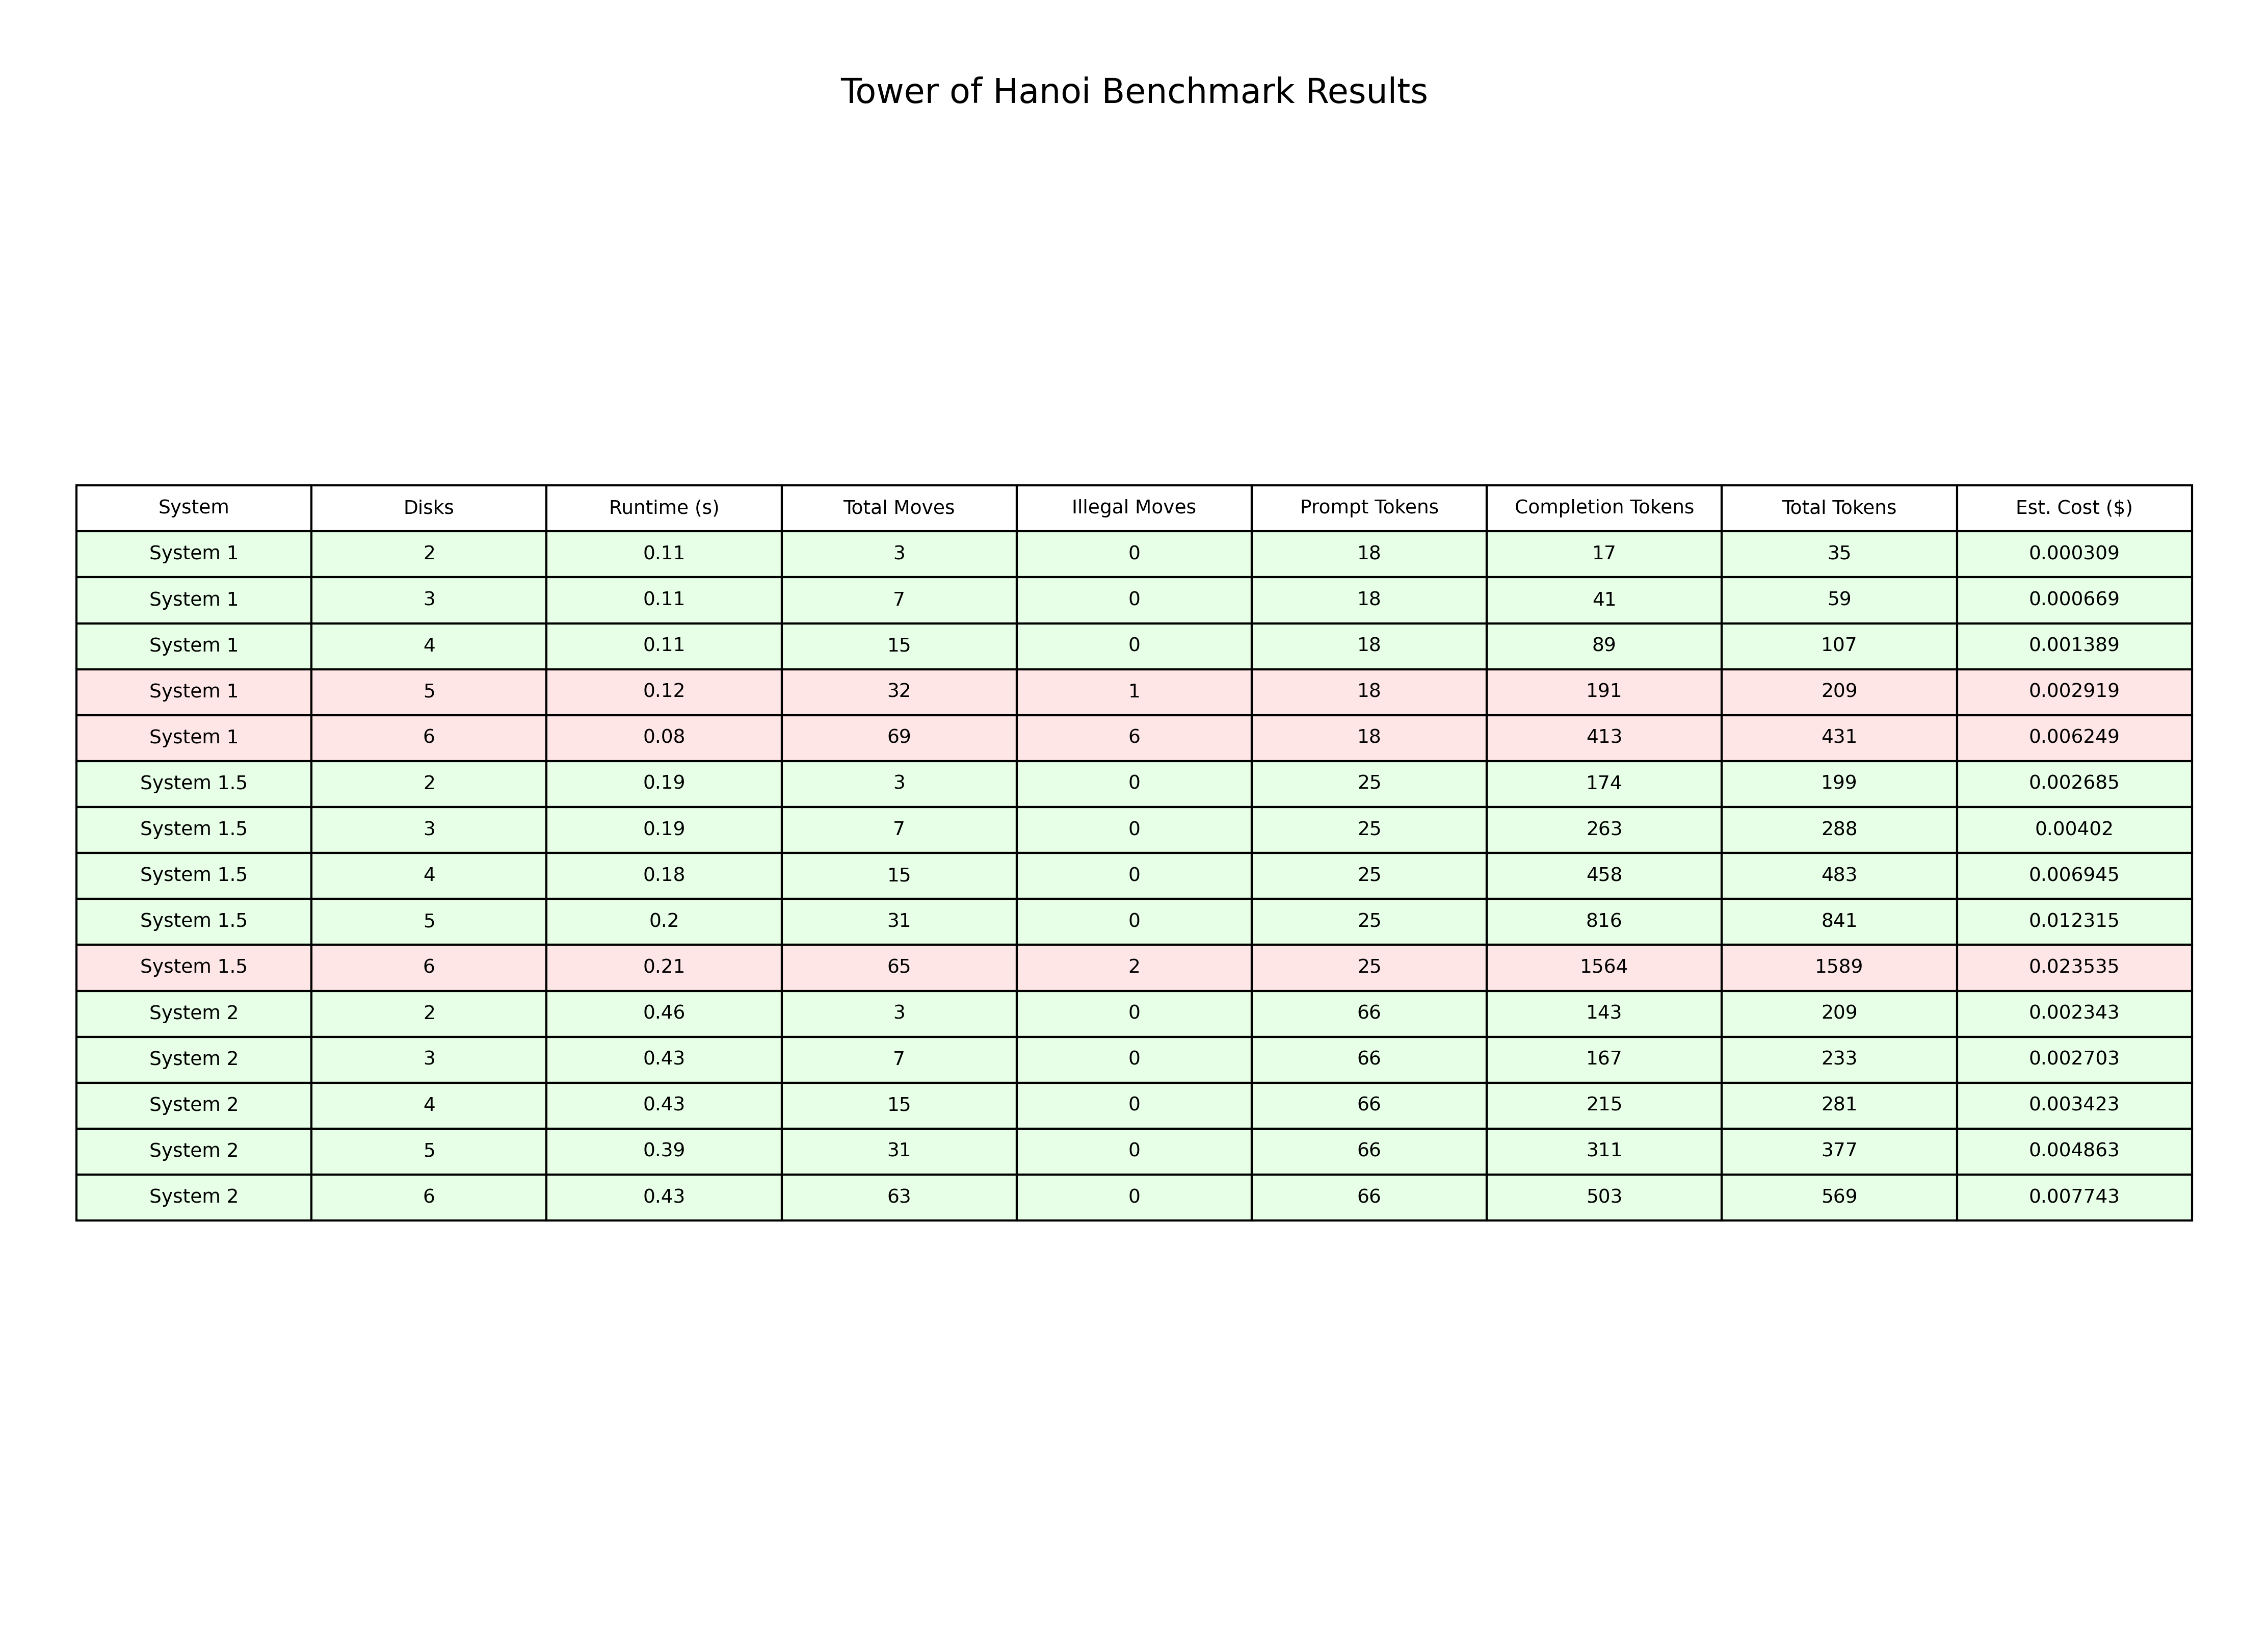 Tower of Hanoi Benchmark Results
System Disks Runtime (s) Total Moves Illegal Moves Prompt Tokens Completion Tokens Total Tokens Est. Cost ($)
System 1 2 0.11 3 0 18 17 35 0.000309
System 1 3 0.11 7 0 18 41 59 0.000669
System 1 4 0.11 15 0 18 89 107 0.001389
System 1 5 0.12 32 1 18 191 209 0.002919
System 1 6 0.08 69 6 18 413 431 0.006249
System 1.5 2 0.19 3 0 25 174 199 0.002685
System 1.5 3 0.19 7 0 25 263 288 0.00402
System 1.5 4 0.18 15 0 25 458 483 0.006945
System 1.5 5 0.2 31 0 25 816 841 0.012315
System 1.5 6 0.21 65 2 25 1564 1589 0.023535
System 2 2 0.46 3 0 66 143 209 0.002343
System 2 3 0.43 7 0 66 167 233 0.002703
System 2 4 0.43 15 0 66 215 281 0.003423
System 2 5 0.39 31 0 66 311 377 0.004863
System 2 6 0.43 63 0 66 503 569 0.007743